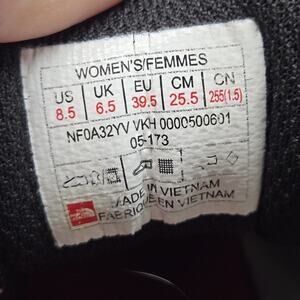 WOMEN'S/FEMMES
US UK EU CM CN
8.5 6.5 39.5 25.5 255(1.5)
NF0A32YV VKH 0000500601
05-173
MADE IN VIETNAM
FABRIQUÉ EN VIETNAM